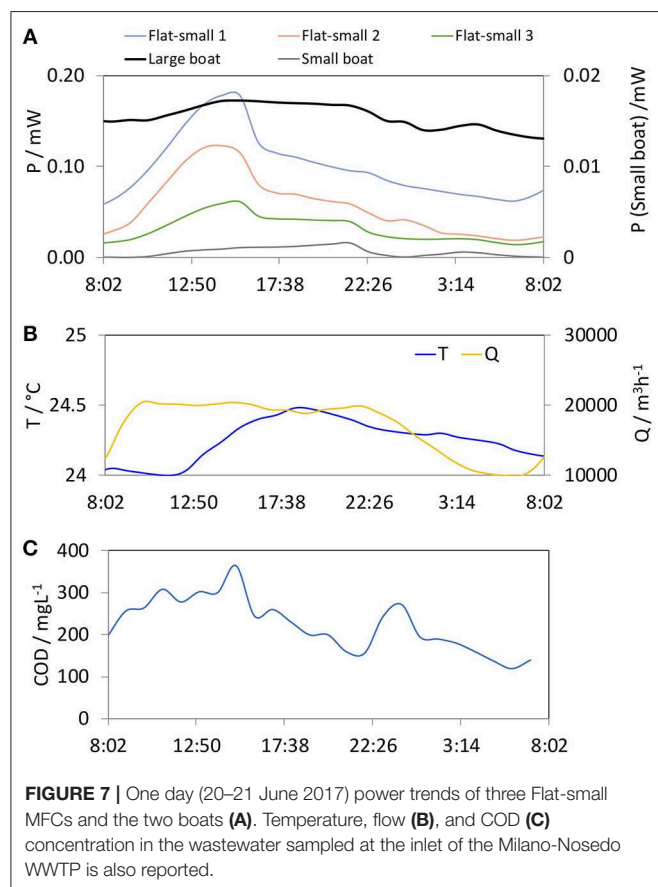 A
Flat-small 1 Flat-small 2 Flat-small 3
Large boat Small boat
P / mW
0.20
0.10
0.00
P (Small boat) /mW
0.02
0.01
0
8:02 12:50 17:38 22:26 3:14 8:02
B
T / °C
25
24.5
24
T Q
Q / m³h⁻¹
30000
20000
10000
8:02 12:50 17:38 22:26 3:14 8:02
C
COD / mgL⁻¹
400
300
200
100
0
8:02 12:50 17:38 22:26 3:14 8:02
FIGURE 7 | One day (20–21 June 2017) power trends of three Flat-small
MFCs and the two boats (A). Temperature, flow (B), and COD (C)
concentration in the wastewater sampled at the inlet of the Milano-Nosedo
WWTP is also reported.